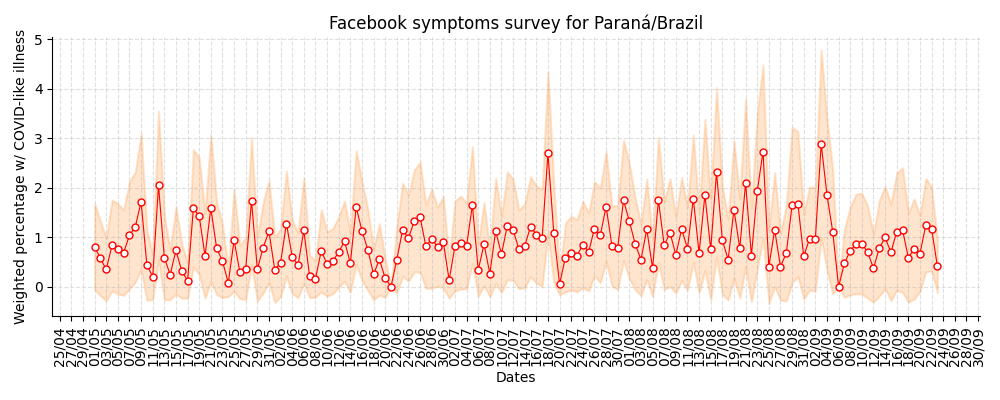 Facebook symptoms survey for Paraná/Brazil
Weighted percentage w/ COVID-like illness
5
4
3
2
1
0
25/04 27/04 29/04 01/05 03/05 05/05 07/05 09/05 11/05 13/05 15/05 17/05 19/05 21/05 23/05 25/05 27/05 29/05 31/05 02/06 04/06 06/06 08/06 10/06 12/06 14/06 16/06 18/06 20/06 22/06 24/06 26/06 28/06 30/06 02/07 04/07 06/07 08/07 10/07 12/07 14/07 16/07 18/07 20/07 22/07 24/07 26/07 28/07 30/07 01/08 03/08 05/08 07/08 09/08 11/08 13/08 15/08 17/08 19/08 21/08 23/08 25/08 27/08 29/08 31/08 02/09 04/09 06/09 08/09 10/09 12/09 14/09 16/09 18/09 20/09 22/09 24/09 26/09 28/09 30/09
Dates